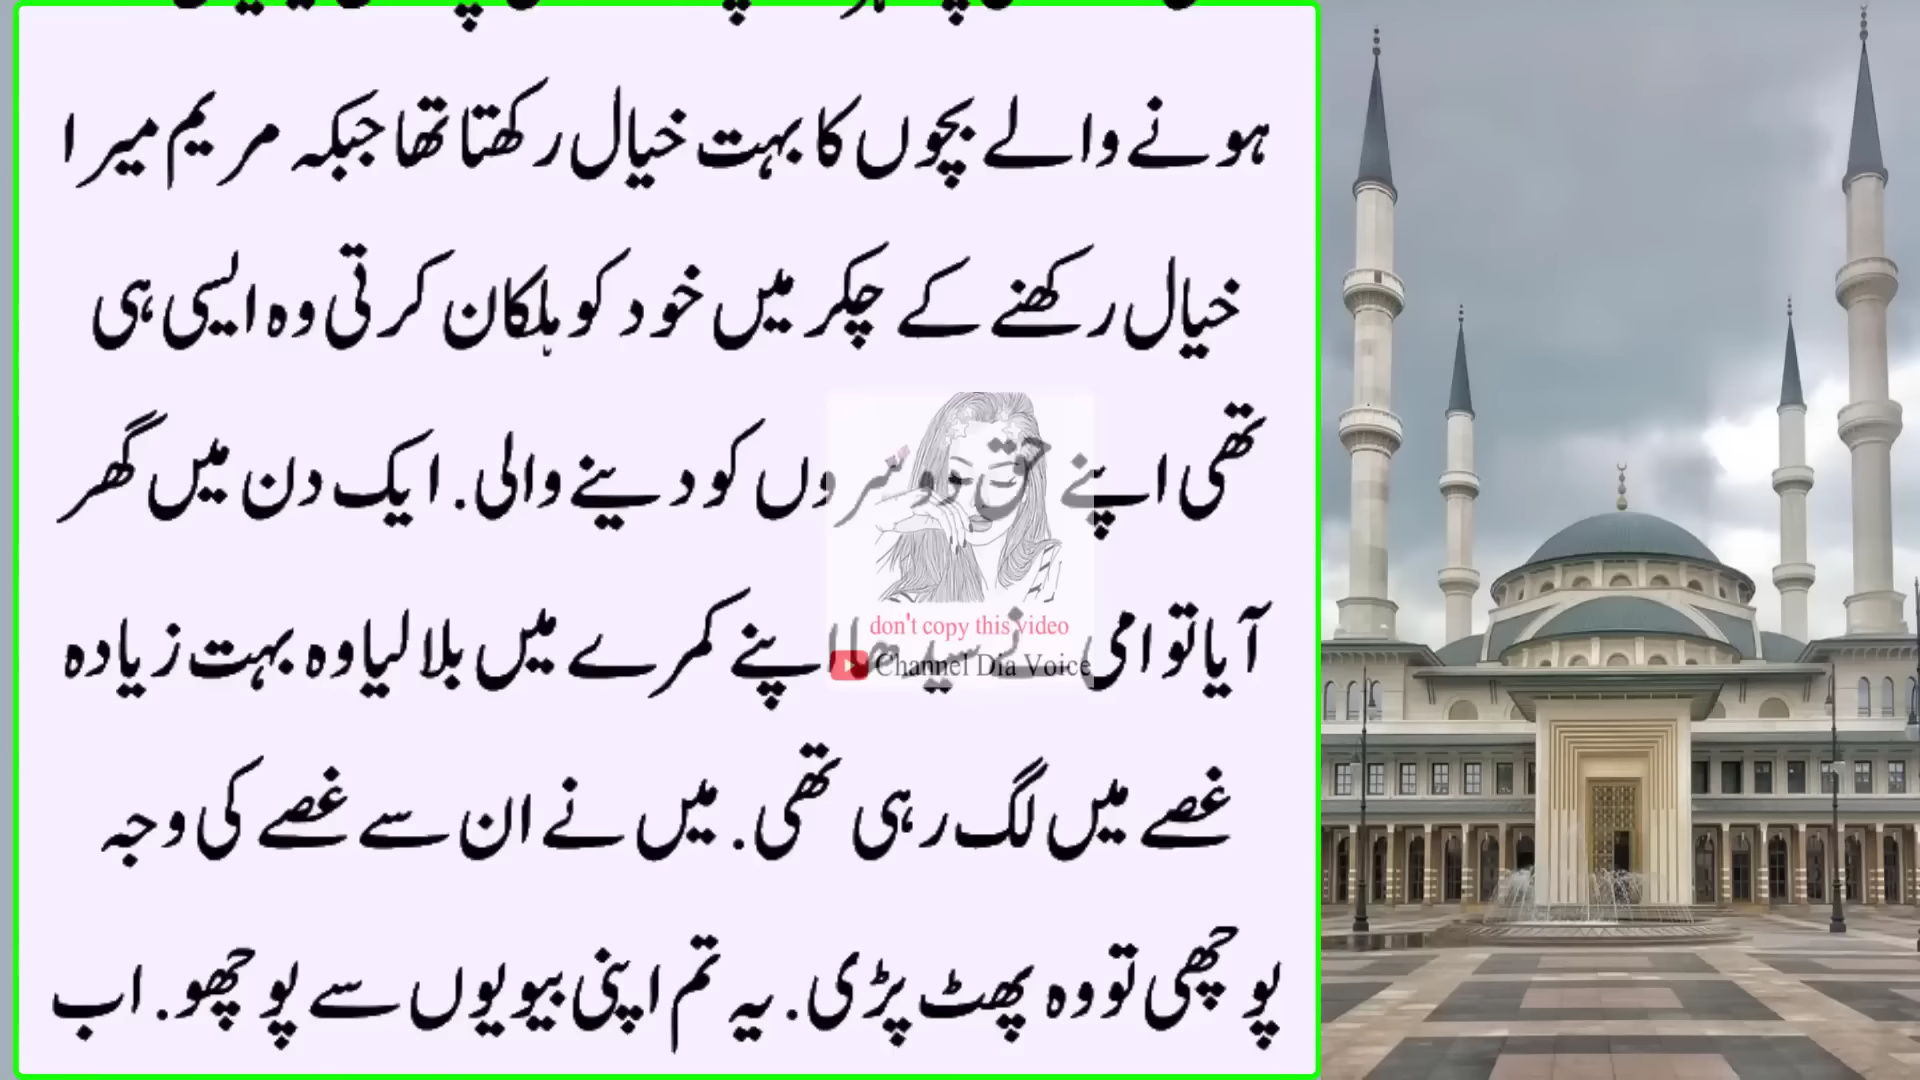 ہونے والے بچوں کا بہت خیال رکھتا تھا جبکہ مریم میرا
خیال رکھنے کے چکر میں خود کو ہلکان کرتی وہ ایسی ہی
تھی اپنے حق دوسروں کو دینے والی. ایک دن میں گھر
آیا تو امی نے سیدھا اپنے کمرے میں بلا لیا وہ بہت زیادہ
غصے میں لگ رہی تھی. میں نے ان سے غصے کی وجہ
پوچھی تو وہ پھٹ پڑی. یہ تم اپنی بیویوں سے پوچھو. اب
don't copy this video
Channel Dia Voice